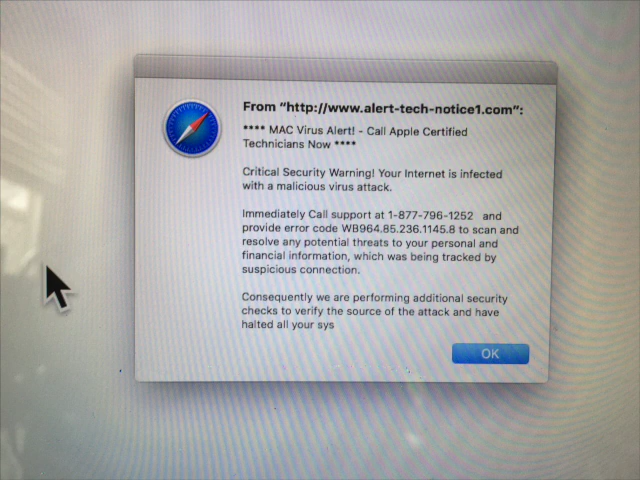 From “http://www.alert-tech-notice1.com”:
**** MAC Virus Alert! - Call Apple Certified
Technicians Now ****
Critical Security Warning! Your Internet is infected
with a malicious virus attack.
Immediately Call support at 1-877-796-1252 and
provide error code WB964.85.236.1145.8 to scan and
resolve any potential threats to your personal and
financial information, which was being tracked by
suspicious connection.
Consequently we are performing additional security
checks to verify the source of the attack and have
halted all your sys
OK